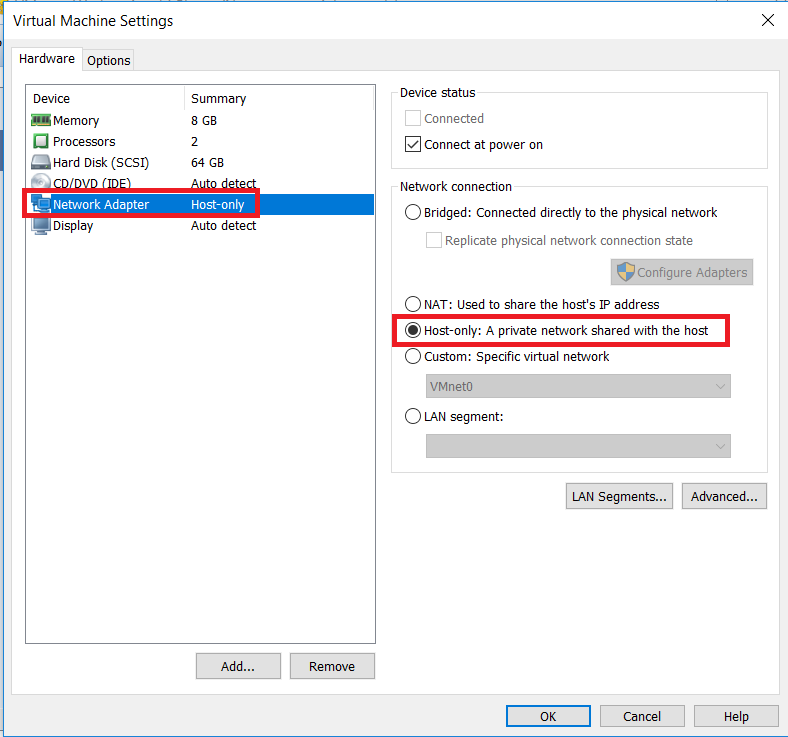 Virtual Machine Settings
Hardware
Options
Device Summary
Memory 8 GB
Processors 2
Hard Disk (SCSI) 64 GB
CD/DVD (IDE) Auto detect
Network Adapter Host-only
Display Auto detect
Add...
Remove
Device status
Connected
Connect at power on
Network connection
Bridged: Connected directly to the physical network
Replicate physical network connection state
Configure Adapters
NAT: Used to share the host's IP address
Host-only: A private network shared with the host
Custom: Specific virtual network
VMnet0
LAN segment:
LAN Segments...
Advanced...
OK
Cancel
Help